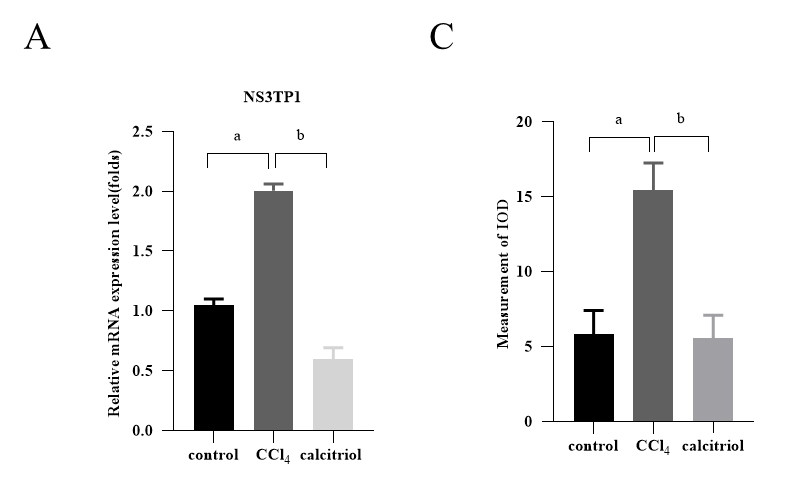 A
C
NS3TP1
a
b
Relative mRNA expression level(folds)
2.5
2.0
1.5
1.0
0.5
0.0
control
CCl₄
calcitriol
a
b
Measurement of IOD
20
15
10
5
0
control
CCl₄
calcitriol